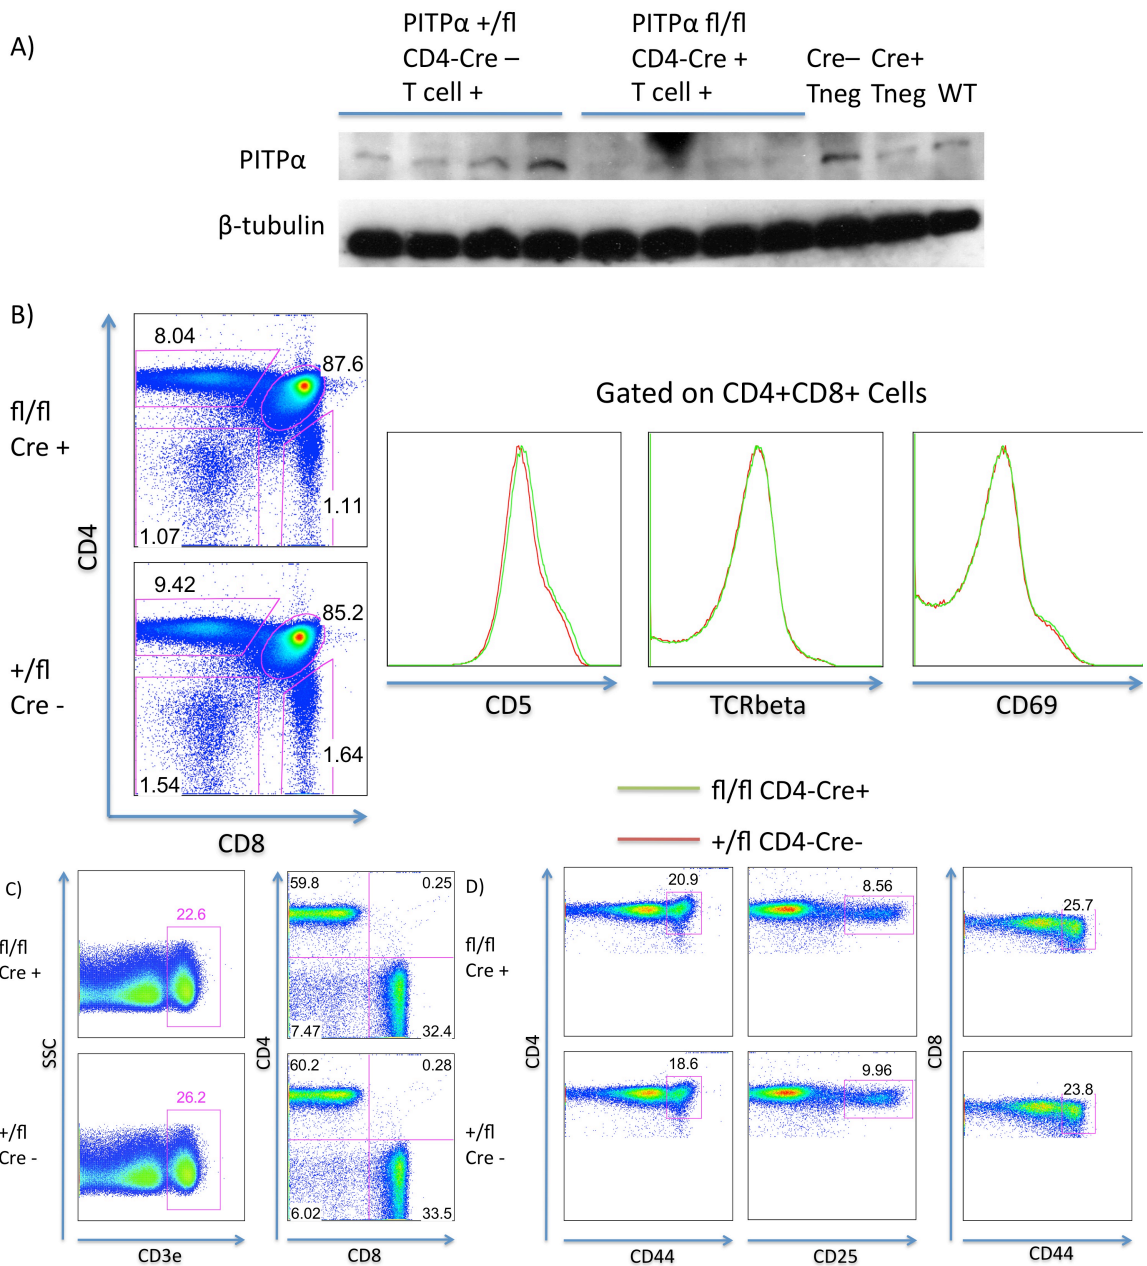 A)
PITPα +/fl
CD4-Cre –
T cell +
PITPα fl/fl
CD4-Cre +
T cell +
Cre– Cre+
Tneg Tneg WT
PITPα
β-tubulin
B)
8.04
87.6
fl/fl
Cre +
1.11
1.07
CD4
9.42
85.2
+/fl
Cre -
1.64
1.54
CD8
Gated on CD4+CD8+ Cells
CD5
TCRbeta
CD69
fl/fl CD4-Cre+
+/fl CD4-Cre-
C)
22.6
fl/fl
Cre +
SSC
26.2
+/fl
Cre -
CD3e
59.8
0.25
7.47
32.4
CD4
60.2
0.28
6.02
33.5
CD8
D)
fl/fl
Cre +
20.9
8.56
25.7
CD4
CD8
+/fl
Cre -
18.6
9.96
23.8
CD44
CD25
CD44